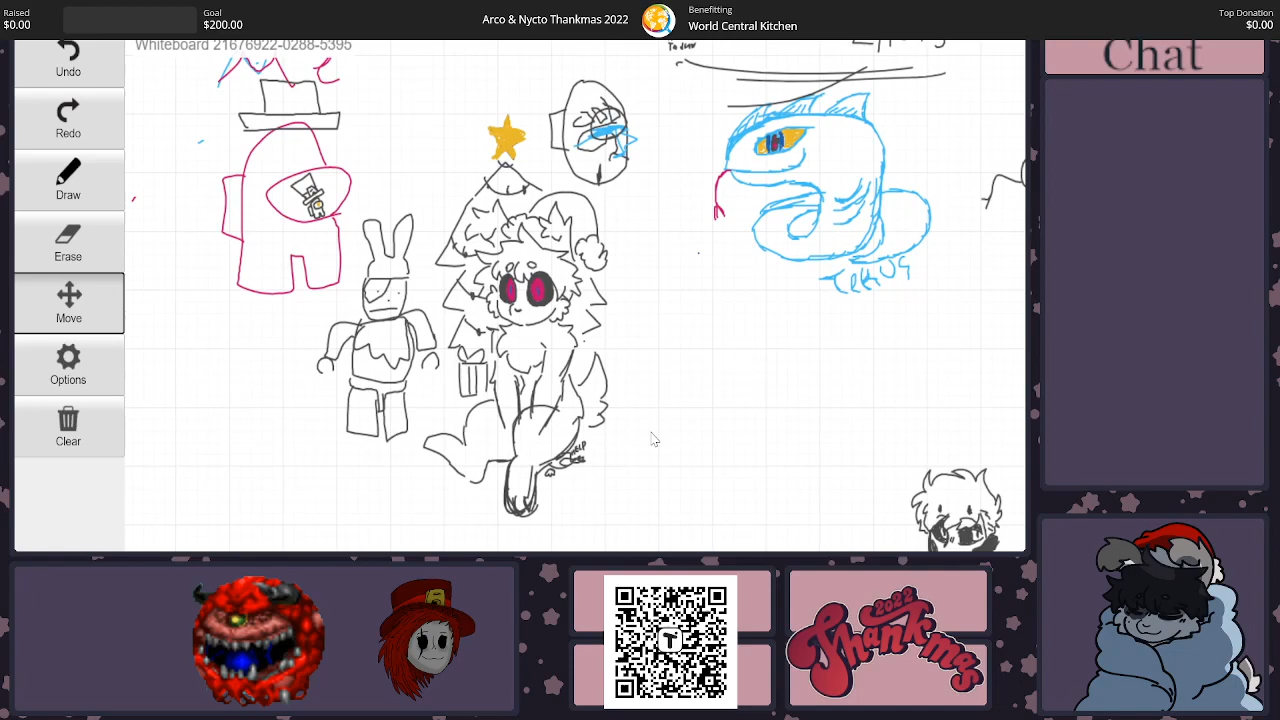 Raised
$0.00
Goal
$200.00
Arco & Nycto Thankmas 2022
Benefitting
World Central Kitchen
Top Donation
$0.00
Whiteboard 21676922-0288-5395
Undo
Redo
Draw
Erase
Move
Options
Clear
HELP
Chat
T
2022
Thankmas